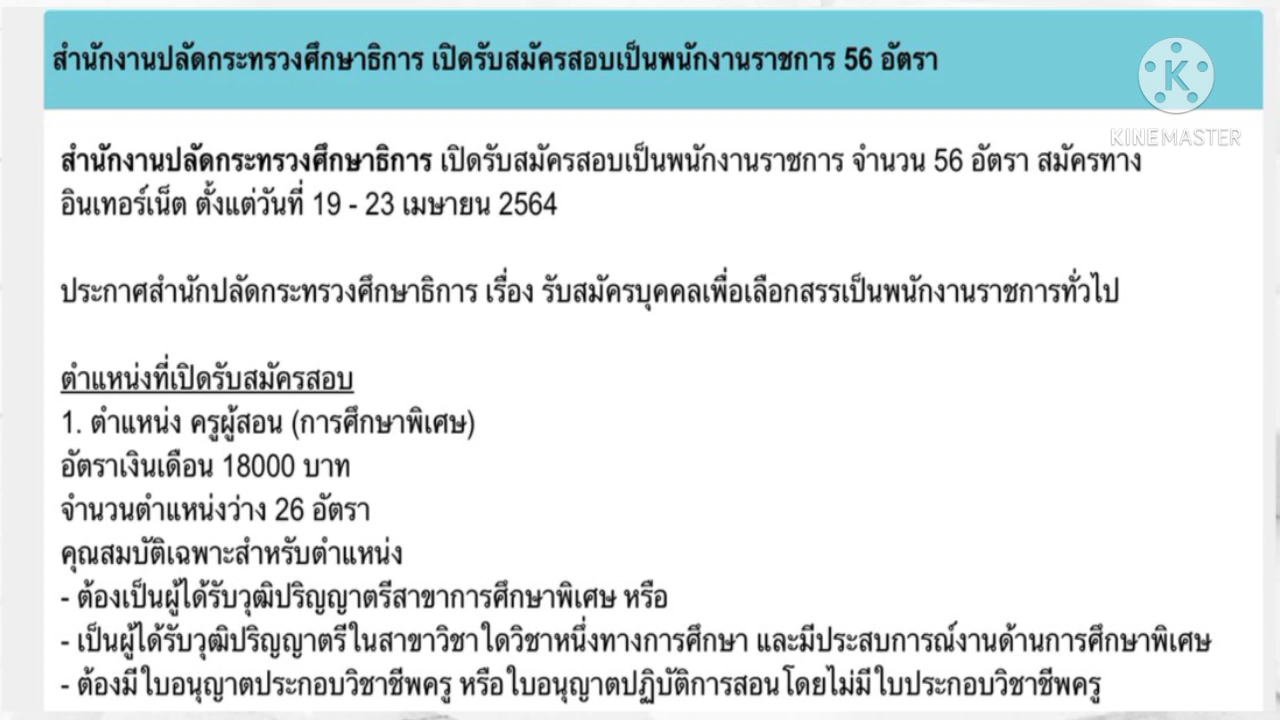 สำนักงานปลัดกระทรวงศึกษาธิการ เปิดรับสมัครสอบเป็นพนักงานราชการ 56 อัตรา
K
KINEMASTER
สำนักงานปลัดกระทรวงศึกษาธิการ เปิดรับสมัครสอบเป็นพนักงานราชการ จำนวน 56 อัตรา สมัครทาง
อินเทอร์เน็ต ตั้งแต่วันที่ 19 - 23 เมษายน 2564
ประกาศสำนักปลัดกระทรวงศึกษาธิการ เรื่อง รับสมัครบุคคลเพื่อเลือกสรรเป็นพนักงานราชการทั่วไป
ตำแหน่งที่เปิดรับสมัครสอบ
1. ตำแหน่ง ครูผู้สอน (การศึกษาพิเศษ)
อัตราเงินเดือน 18000 บาท
จำนวนตำแหน่งว่าง 26 อัตรา
คุณสมบัติเฉพาะสำหรับตำแหน่ง
- ต้องเป็นผู้ได้รับวุฒิปริญญาตรีสาขาการศึกษาพิเศษ หรือ
- เป็นผู้ได้รับวุฒิปริญญาตรีในสาขาวิชาใดวิชาหนึ่งทางการศึกษา และมีประสบการณ์งานด้านการศึกษาพิเศษ
- ต้องมีใบอนุญาตประกอบวิชาชีพครู หรือใบอนุญาตปฏิบัติการสอนโดยไม่มีใบประกอบวิชาชีพครู